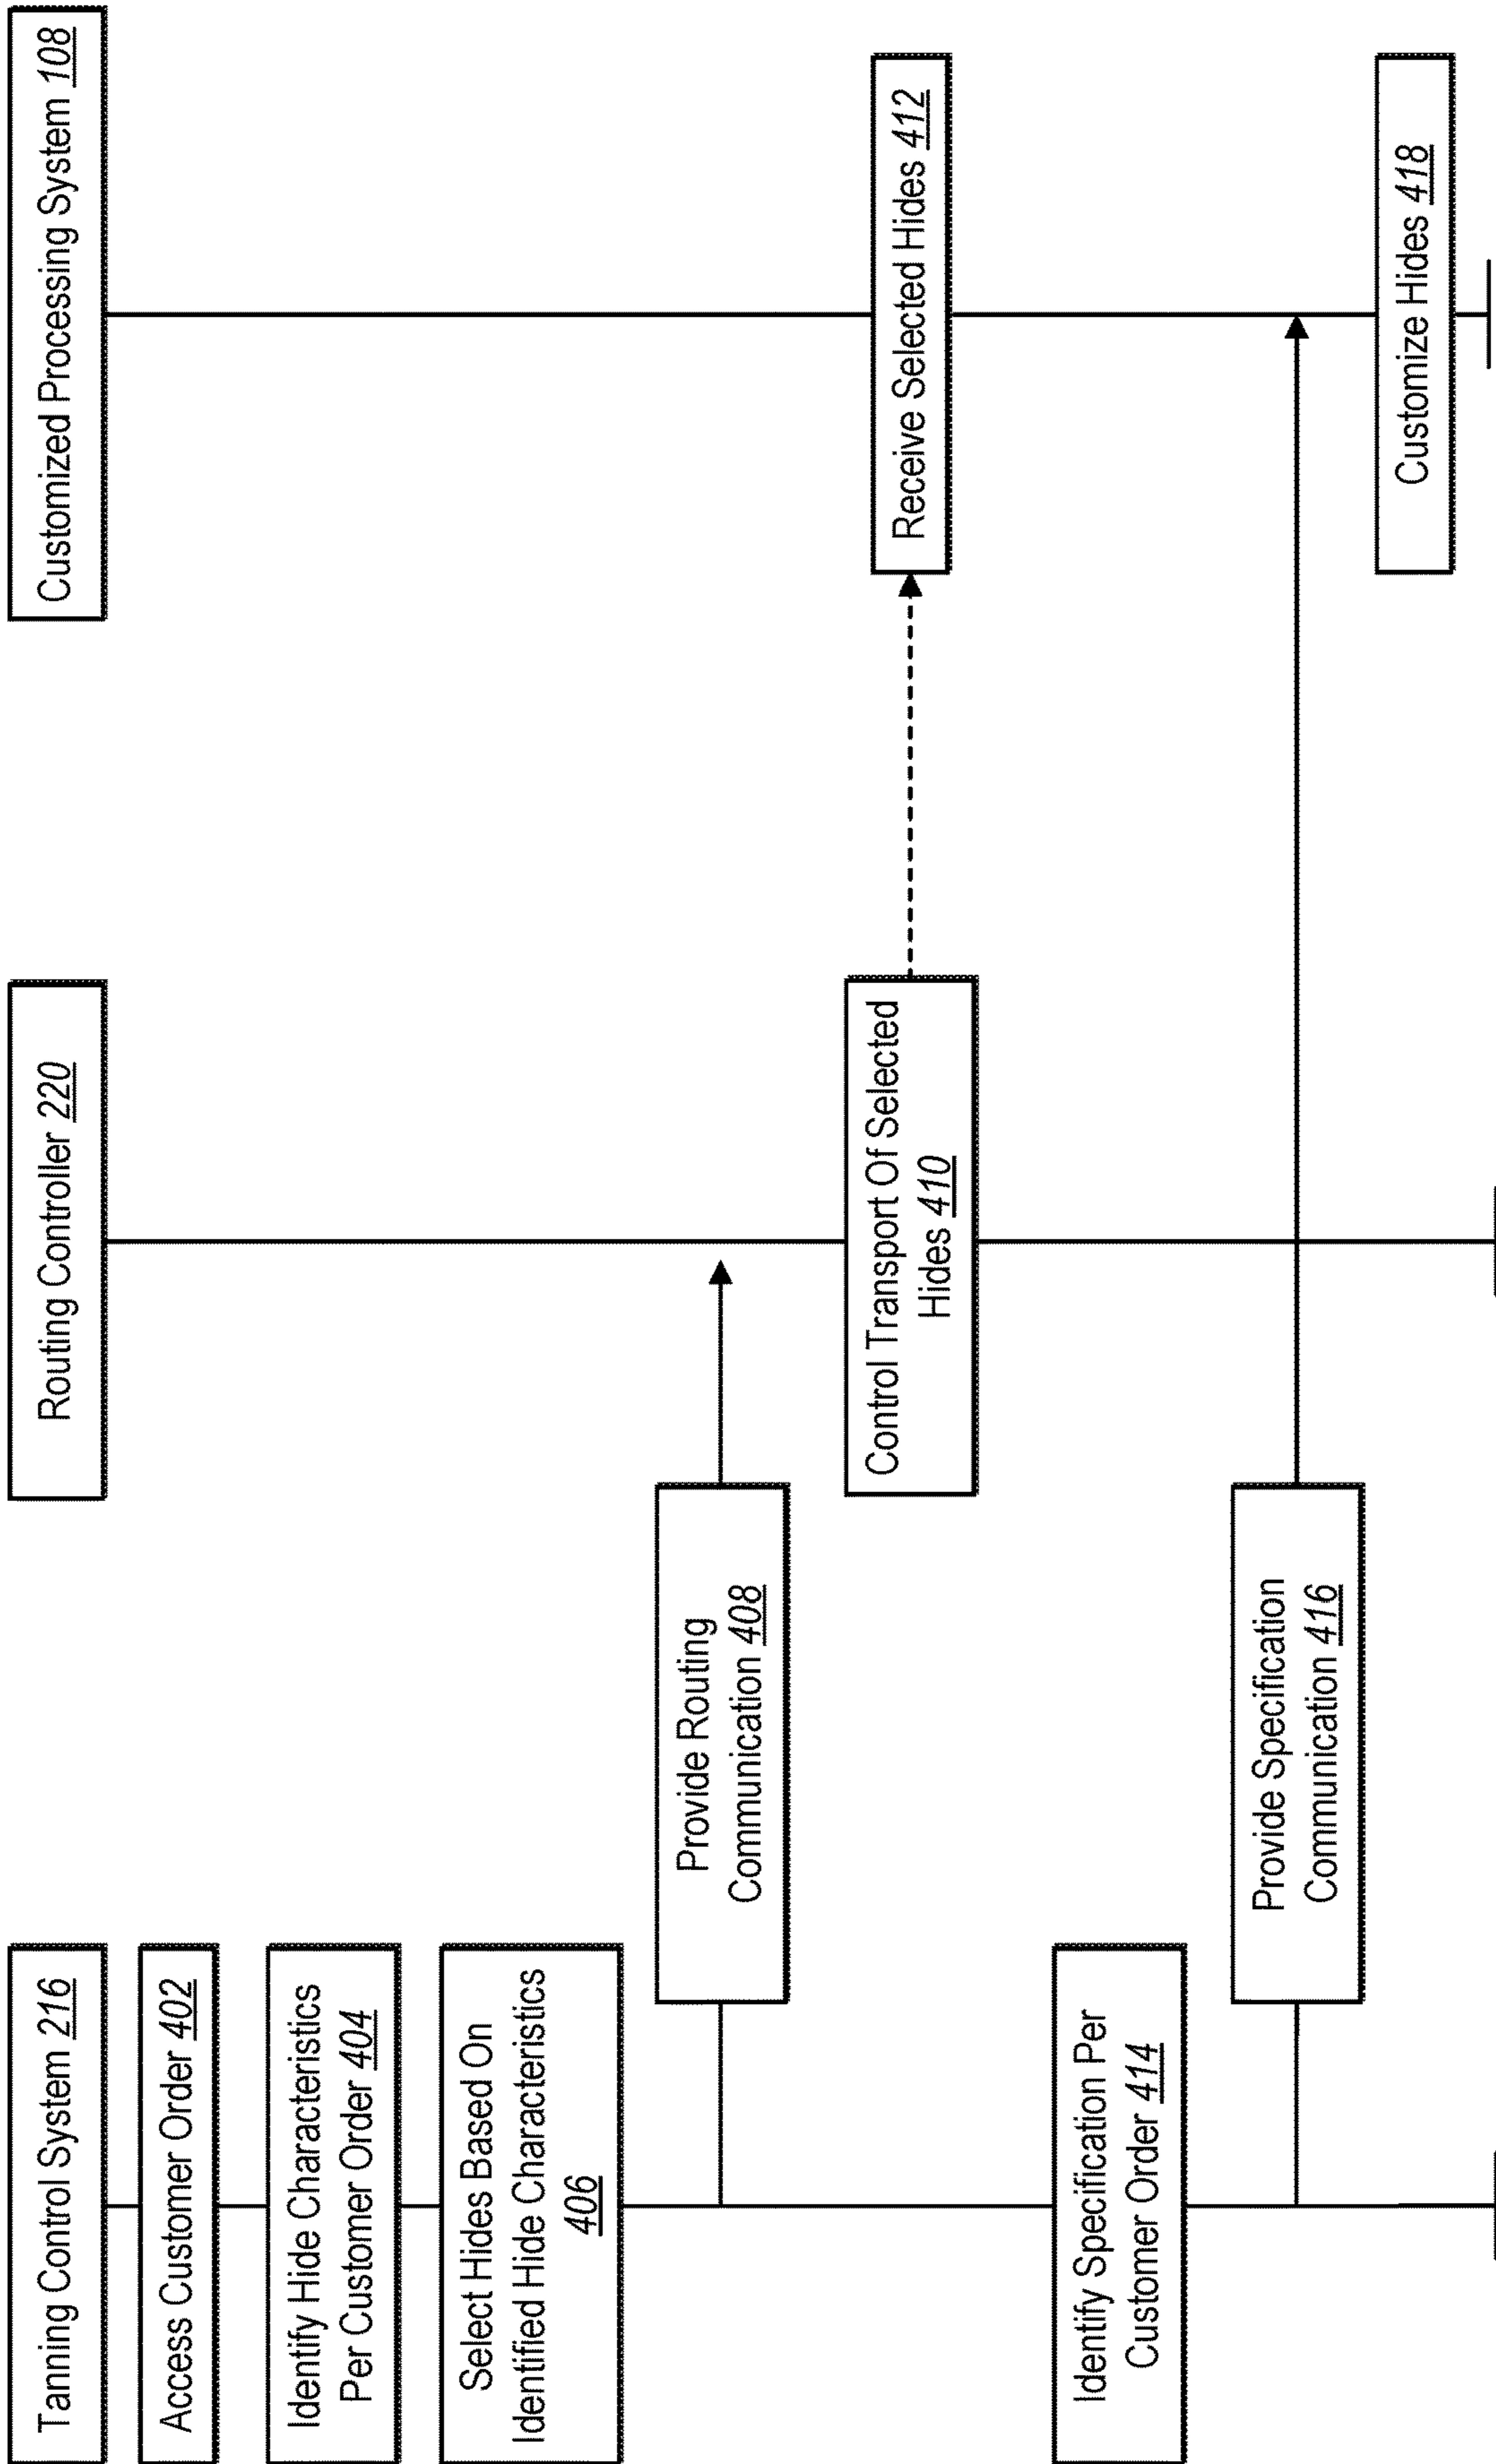 Tanning Control System 216
Routing Controller 220
Customized Processing System 108
Access Customer Order 402
Identify Hide Characteristics
Per Customer Order 404
Select Hides Based On
Identified Hide Characteristics
406
Provide Routing
Communication 408
Control Transport Of Selected
Hides 410
Receive Selected Hides 412
Identify Specification Per
Customer Order 414
Provide Specification
Communication 416
Customize Hides 418